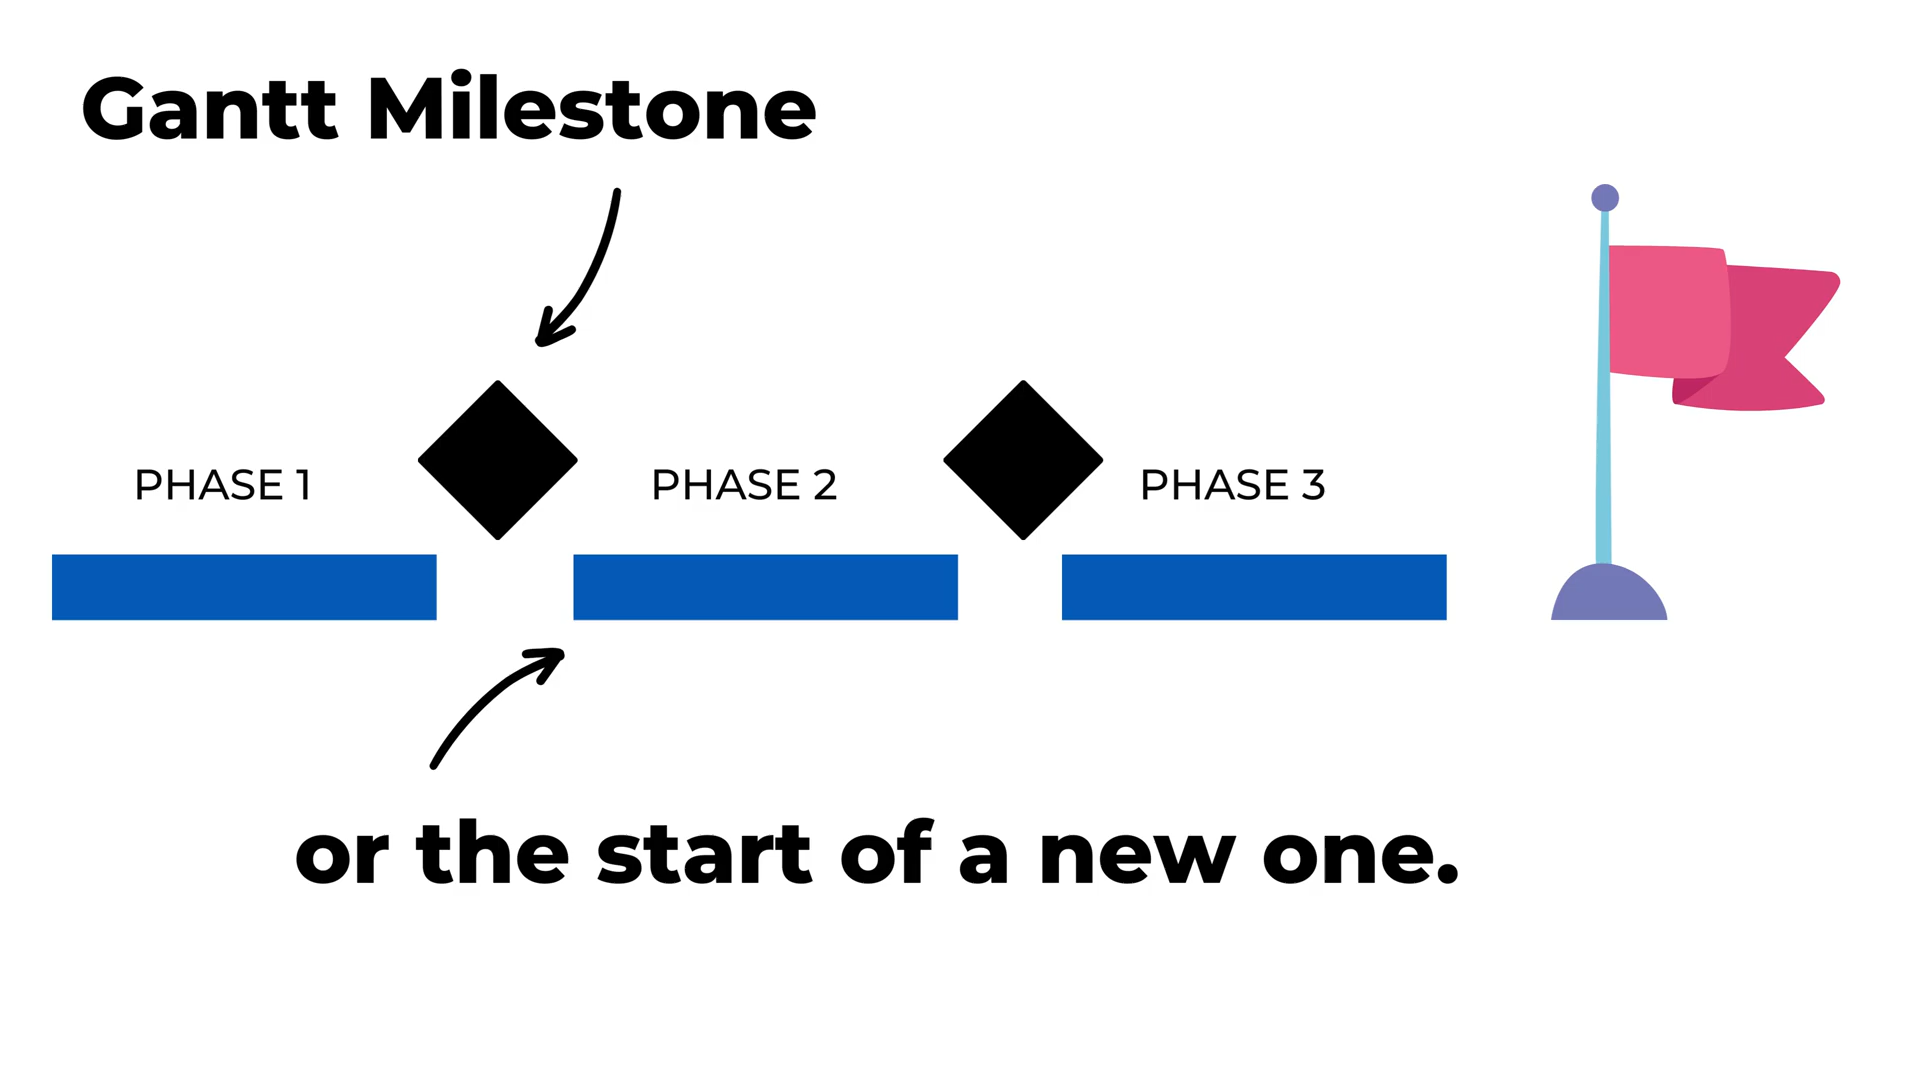 Gantt Milestone
PHASE 1
PHASE 2
PHASE 3
or the start of a new one.